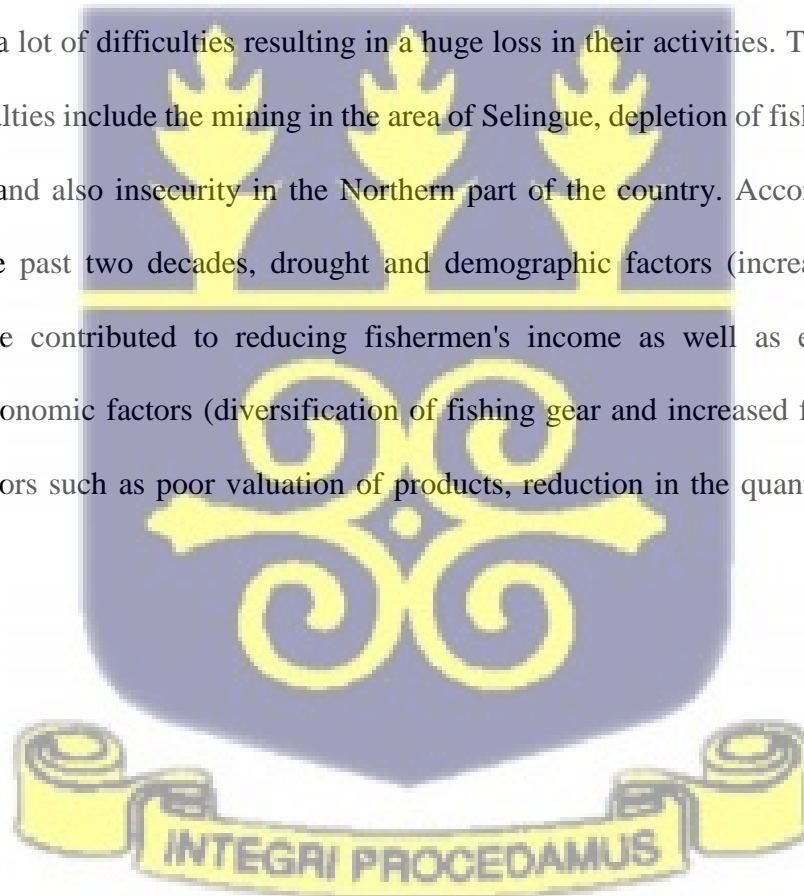 a lot of difficulties resulting in a huge loss in their activities. T
ulties include the mining in the area of Selingue, depletion of fish
and also insecurity in the Northern part of the country. Accor
e past two decades, drought and demographic factors (increa
e contributed to reducing fishermen's income as well as e
onomic factors (diversification of fishing gear and increased f
ors such as poor valuation of products, reduction in the quan
INTEGRI PROCEDAMUS